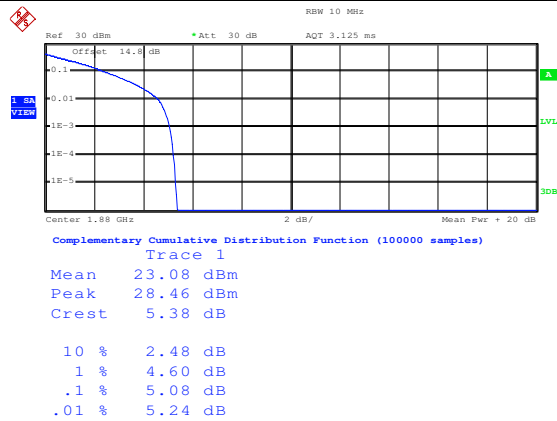 RBW 10 MHz
Ref 30 dBm *Att 30 dB AQT 3.125 ms
Offset 14.8 dB
0.1
A
0.01
1 SA
VIEW
1E-3
LVL
1E-4
1E-5
3DB
Center 1.88 GHz 2 dB/ Mean Pwr + 20 dB
Complementary Cumulative Distribution Function (100000 samples)
Trace 1
Mean 23.08 dBm
Peak 28.46 dBm
Crest 5.38 dB
10 % 2.48 dB
1 % 4.60 dB
.1 % 5.08 dB
.01 % 5.24 dB